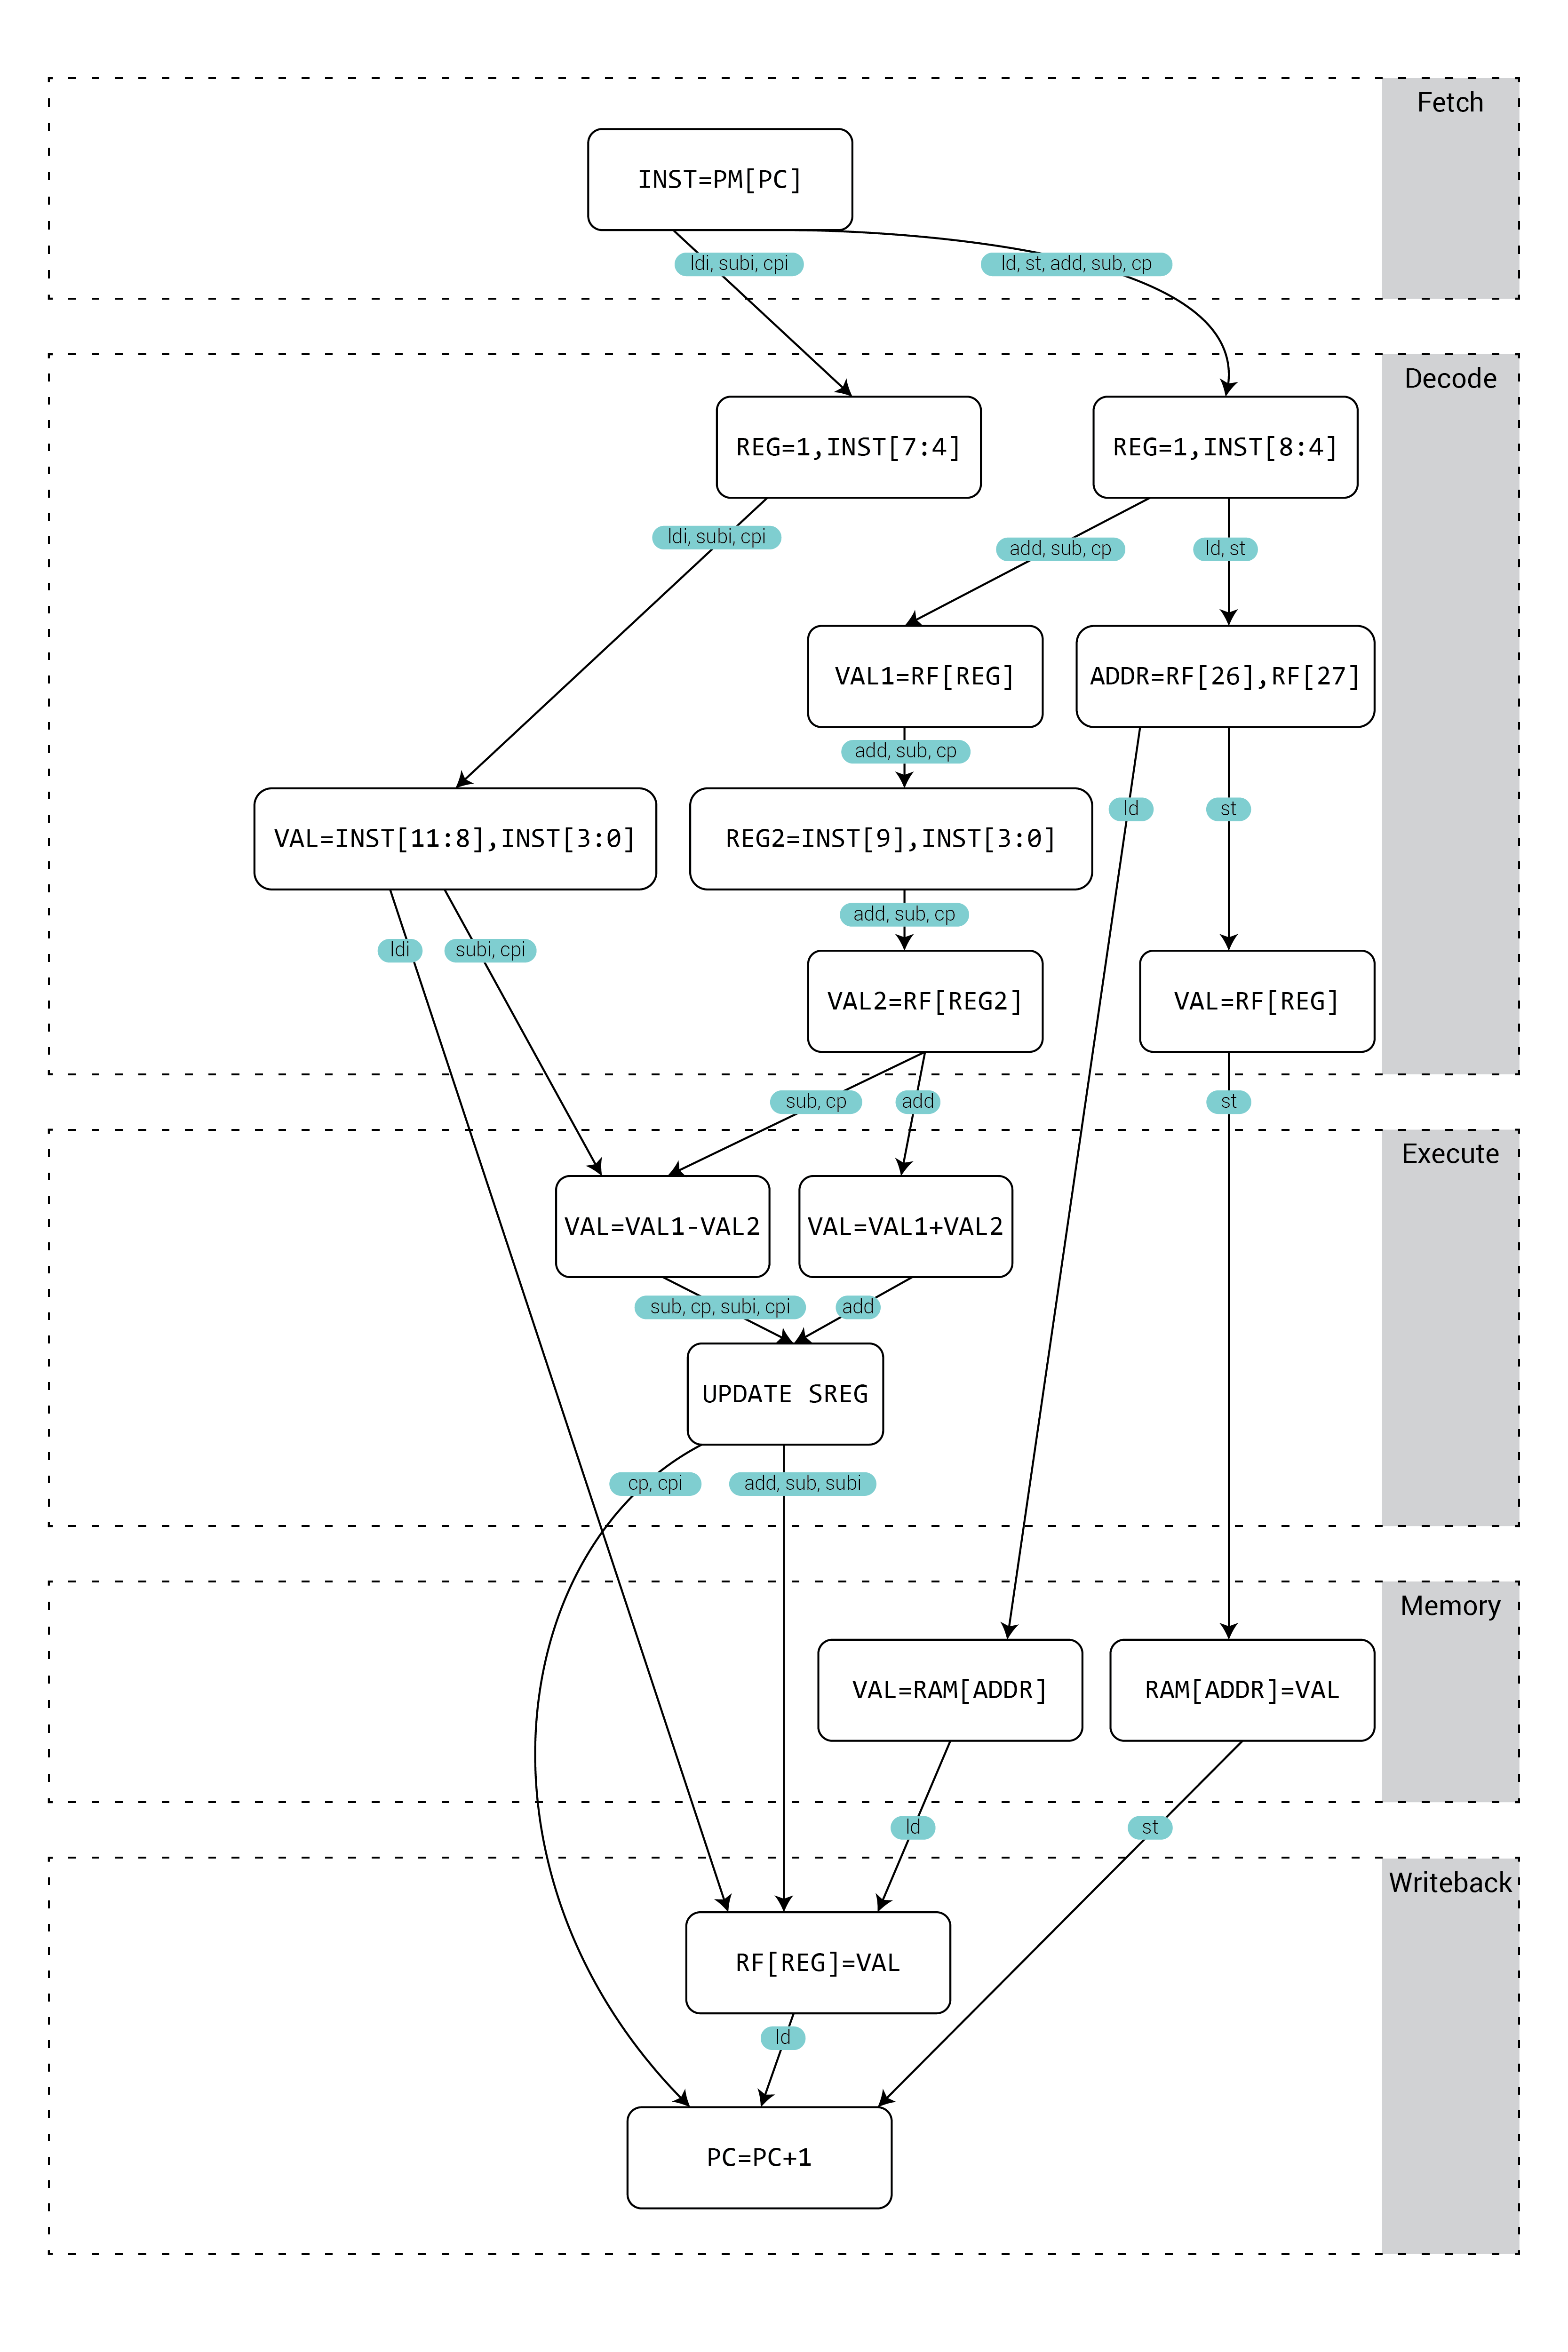 Fetch
INST=PM[PC]
ldi, subi, cpi
ld, st, add, sub, cp
Decode
REG=1,INST[7:4]
REG=1,INST[8:4]
ldi, subi, cpi
add, sub, cp
ld, st
VAL1=RF[REG]
ADDR=RF[26],RF[27]
add, sub, cp
ld
st
VAL=INST[11:8],INST[3:0]
REG2=INST[9],INST[3:0]
add, sub, cp
ldi
subi, cpi
VAL2=RF[REG2]
VAL=RF[REG]
sub, cp
add
st
Execute
VAL=VAL1-VAL2
VAL=VAL1+VAL2
sub, cp, subi, cpi
add
UPDATE SREG
cp, cpi
add, sub, subi
Memory
VAL=RAM[ADDR]
RAM[ADDR]=VAL
ld
st
Writeback
RF[REG]=VAL
ld
PC=PC+1